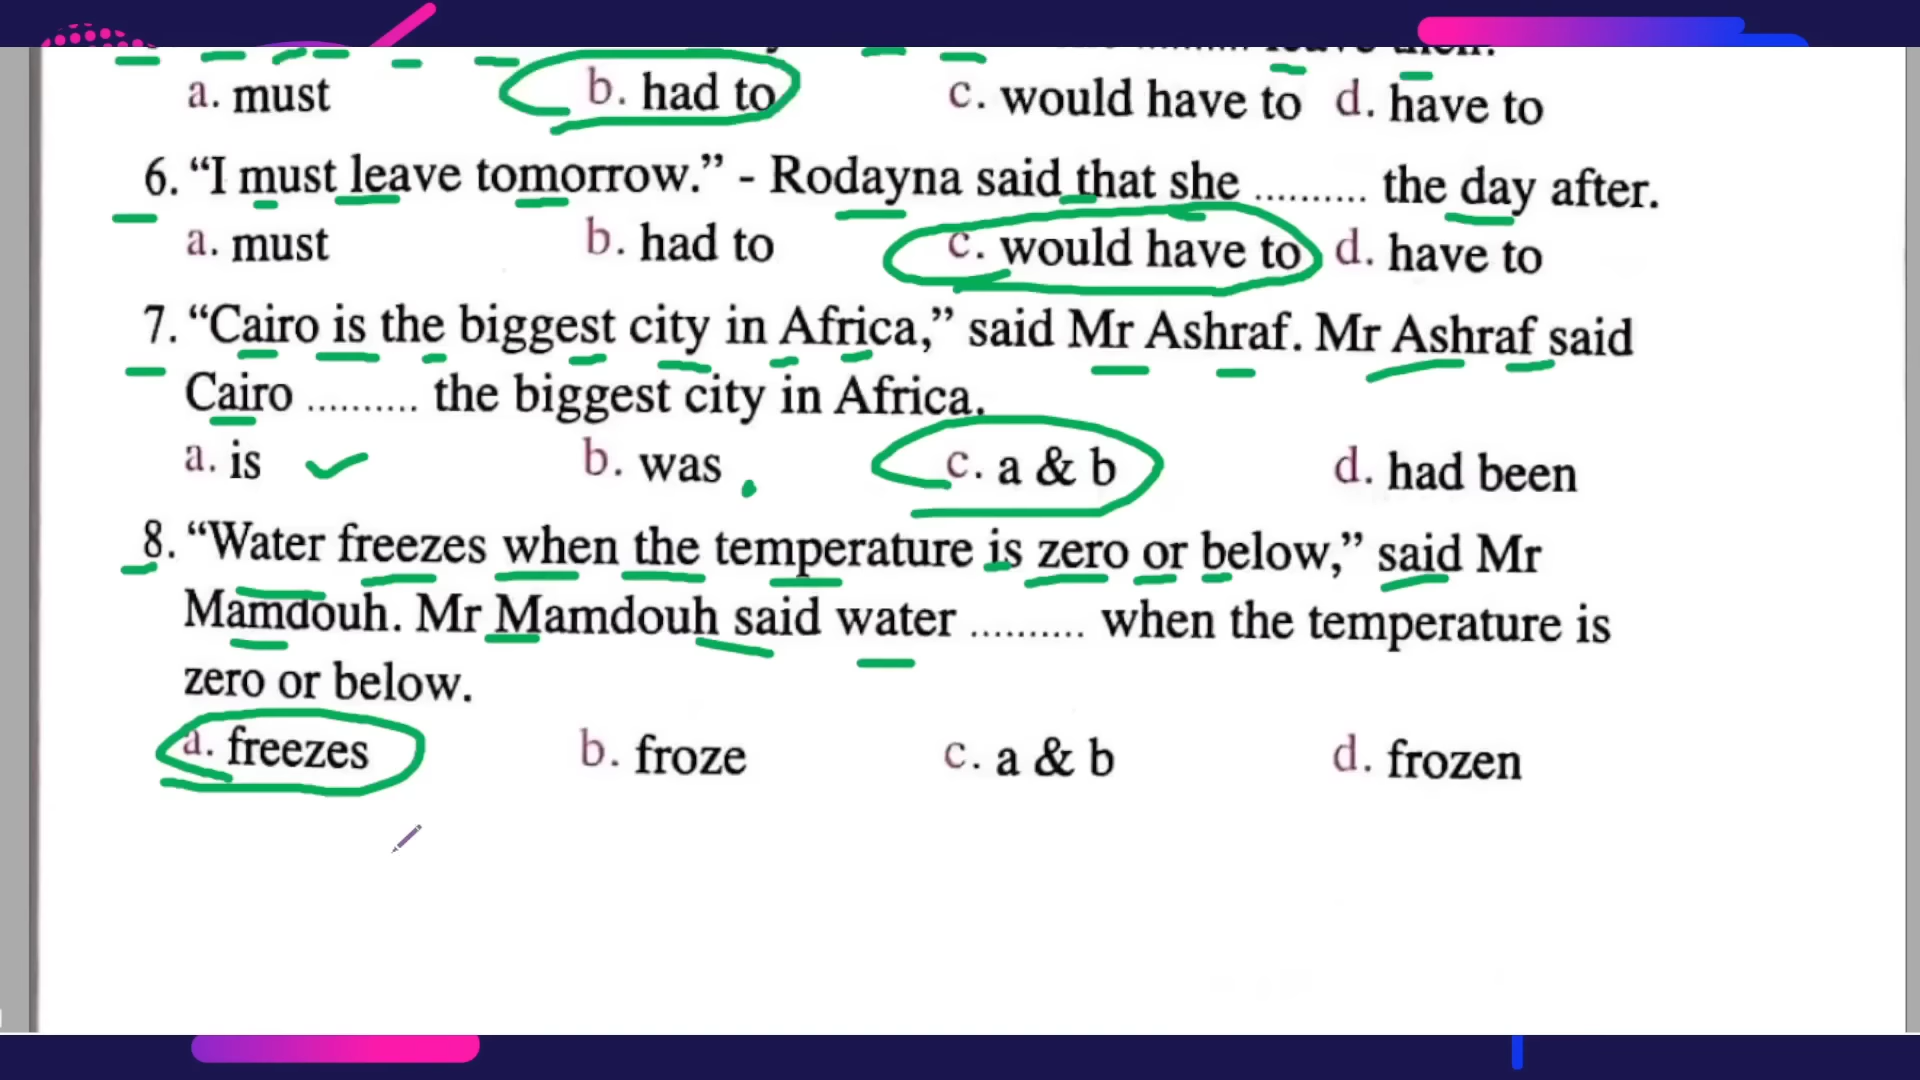 leave then.
a. must b. had to c. would have to d. have to
6. “I must leave tomorrow.” - Rodayna said that she .......... the day after.
a. must b. had to c. would have to d. have to
7. “Cairo is the biggest city in Africa,” said Mr Ashraf. Mr Ashraf said
Cairo .......... the biggest city in Africa.
a. is b. was c. a & b d. had been
8. “Water freezes when the temperature is zero or below,” said Mr
Mamdouh. Mr Mamdouh said water .......... when the temperature is
zero or below.
a. freezes b. froze c. a & b d. frozen